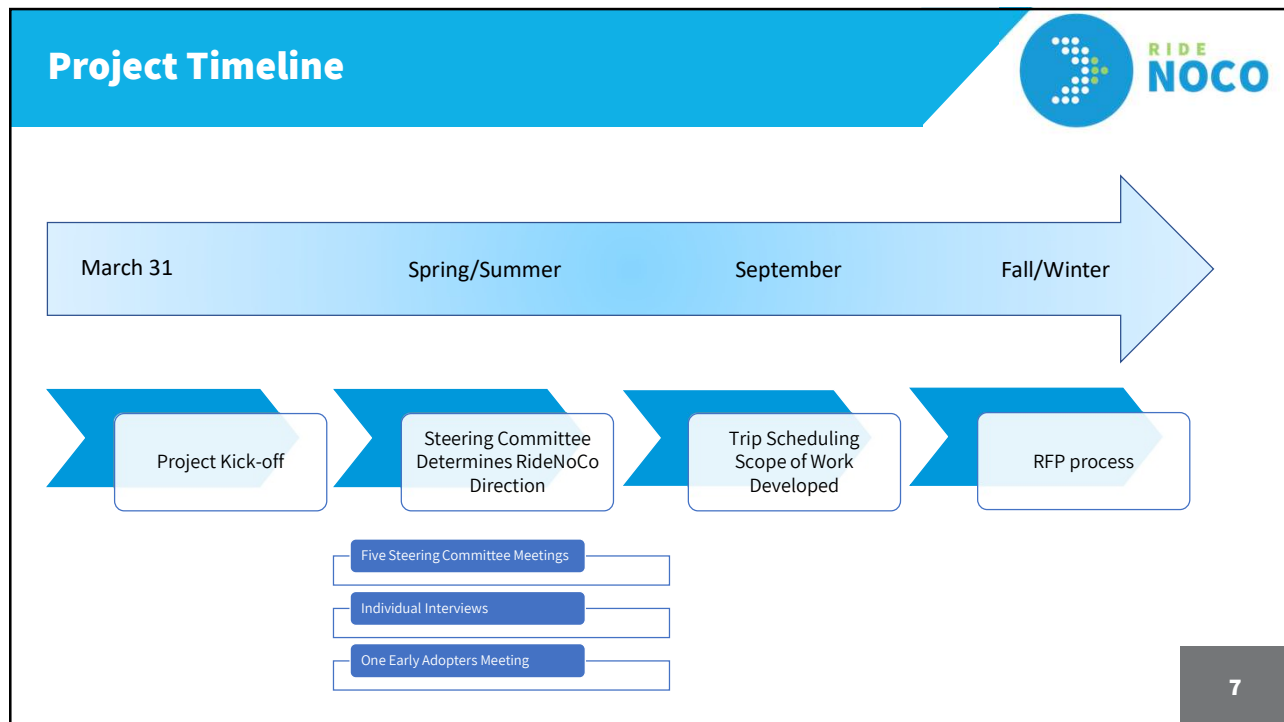 Project Timeline
RIDE
NOCO
March 31
Spring/Summer
September
Fall/Winter
Project Kick-off
Steering Committee
Determines RideNoCo
Direction
Trip Scheduling
Scope of Work
Developed
RFP process
Five Steering Committee Meetings
Individual Interviews
One Early Adopters Meeting
7